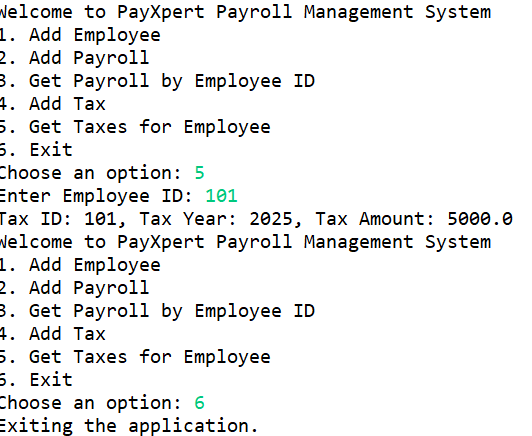 Welcome to PayXpert Payroll Management System
1. Add Employee
2. Add Payroll
3. Get Payroll by Employee ID
4. Add Tax
5. Get Taxes for Employee
6. Exit
Choose an option: 5
Enter Employee ID: 101
Tax ID: 101, Tax Year: 2025, Tax Amount: 5000.0
Welcome to PayXpert Payroll Management System
1. Add Employee
2. Add Payroll
3. Get Payroll by Employee ID
4. Add Tax
5. Get Taxes for Employee
6. Exit
Choose an option: 6
Exiting the application.